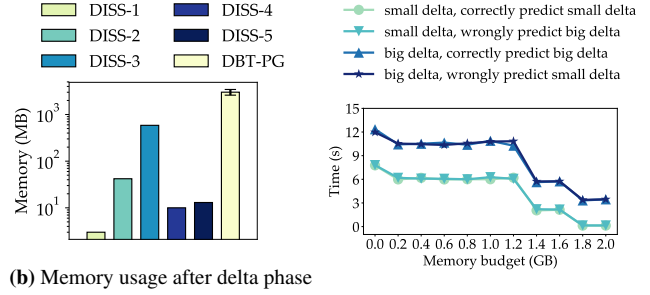 DISS-1
DISS-4
DISS-2
DISS-5
DISS-3
DBT-PG
Memory (MB)
10³
10²
10¹
(b) Memory usage after delta phase
small delta, correctly predict small delta
small delta, wrongly predict big delta
big delta, correctly predict big delta
big delta, wrongly predict small delta
Time (s)
15
12
9
6
3
0
0.0 0.2 0.4 0.6 0.8 1.0 1.2 1.4 1.6 1.8 2.0
Memory budget (GB)